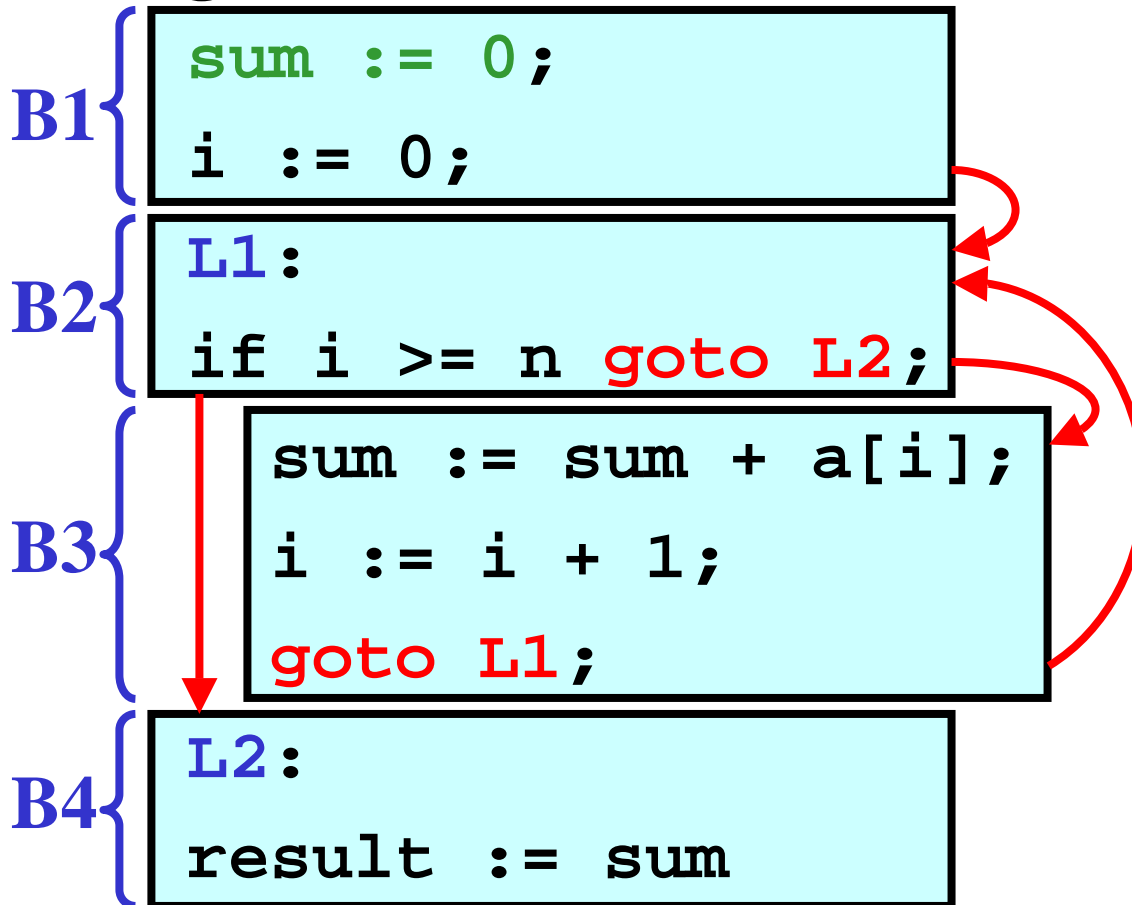 B1
sum := 0;
i := 0;
B2
L1:
if i >= n goto L2;
B3
sum := sum + a[i];
i := i + 1;
goto L1;
B4
L2:
result := sum